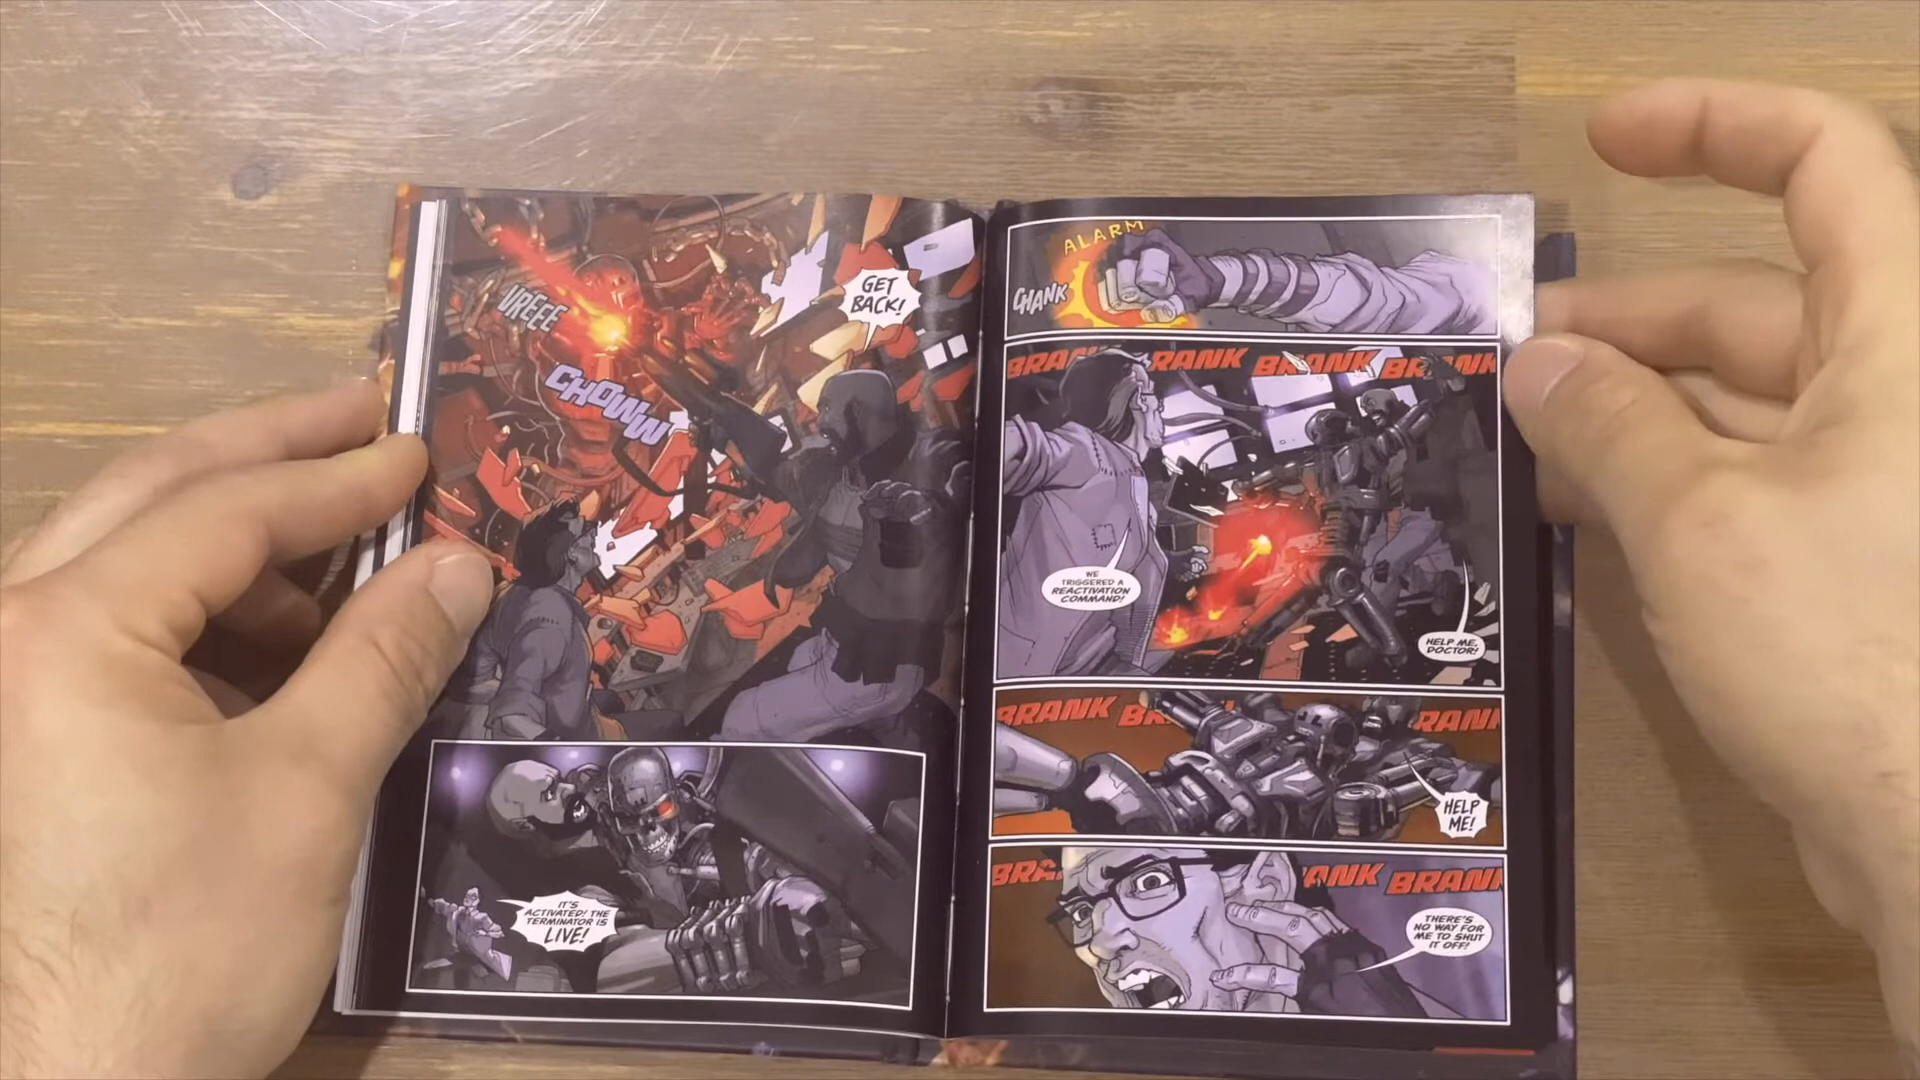 VREEE
GET
BACK!
CHOWW
IT'S
ACTIVATED! THE
TERMINATOR IS
LIVE!
ALARM
CHANK
BRANK BRANK
WE
TRIGGERED A
REACTIVATION
COMMAND!
HELP ME,
DOCTOR!
BRANK
HELP
ME!
BRANK
THERE'S
NO WAY FOR
ME TO SHUT
IT OFF!